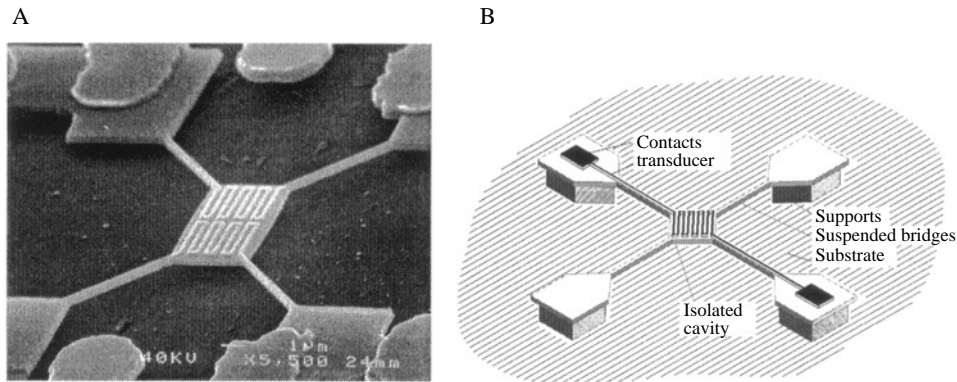 A
B
Contacts
transducer
Supports
Suspended bridges
Substrate
Isolated
cavity
1µm
40KV X5,500 24mm